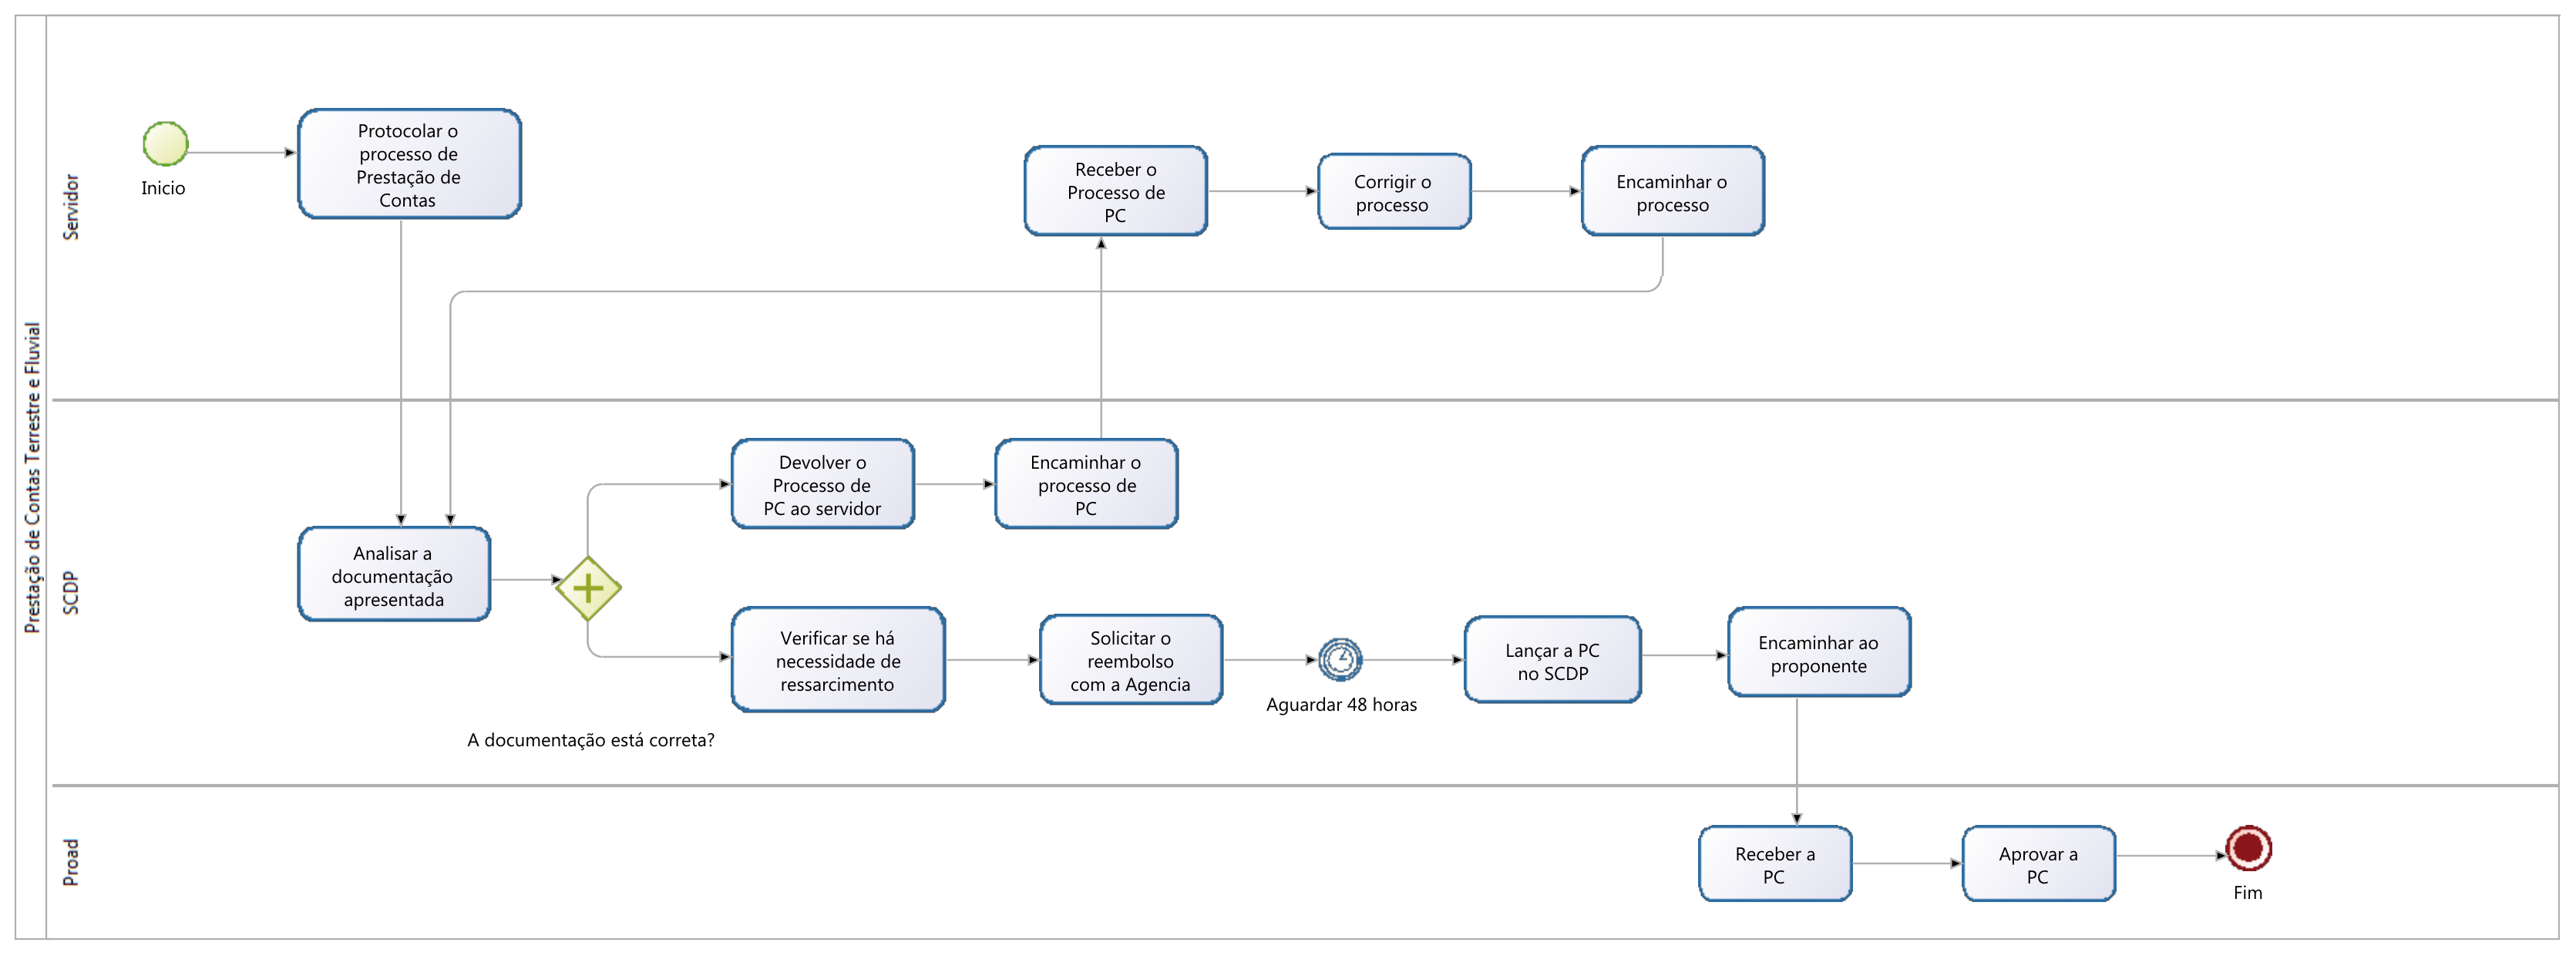 Prestação de Contas Terrestre e Fluvial
Servidor
Inicio
Protocolar o
processo de
Prestação de
Contas
Receber o
Processo de
PC
Corrigir o
processo
Encaminhar o
processo
SCDP
Analisar a
documentação
apresentada
Devolver o
Processo de
PC ao servidor
Encaminhar o
processo de
PC
A documentação está correta?
Verificar se há
necessidade de
ressarcimento
Solicitar o
reembolso
com a Agencia
Aguardar 48 horas
Lançar a PC
no SCDP
Encaminhar ao
proponente
Proad
Receber a
PC
Aprovar a
PC
Fim